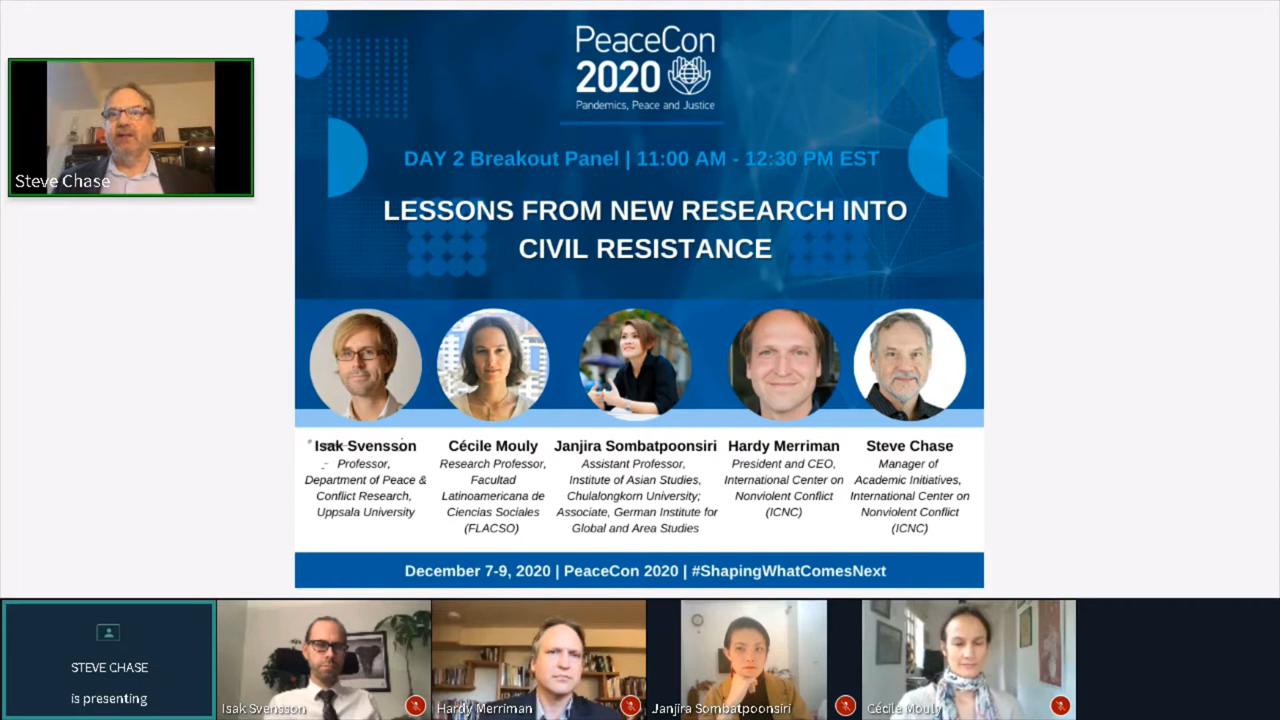 PeaceCon
2020
Pandemics, Peace and Justice
DAY 2 Breakout Panel | 11:00 AM - 12:30 PM EST
LESSONS FROM NEW RESEARCH INTO
CIVIL RESISTANCE
Steve Chase
Isak Svensson
Professor,
Department of Peace &
Conflict Research,
Uppsala University
Cécile Mouly
Research Professor,
Facultad
Latinoamericana de
Ciencias Sociales
(FLACSO)
Janjira Sombatpoonsiri
Assistant Professor,
Institute of Asian Studies,
Chulalongkorn University;
Associate, German Institute for
Global and Area Studies
Hardy Merriman
President and CEO,
International Center on
Nonviolent Conflict
(ICNC)
Steve Chase
Manager of
Academic Initiatives,
International Center on
Nonviolent Conflict
(ICNC)
December 7-9, 2020 | PeaceCon 2020 | #ShapingWhatComesNext
STEVE CHASE
is presenting
Isak Svensson
Hardy Merriman
Janjira Sombatpoonsiri
Cécile Mouly